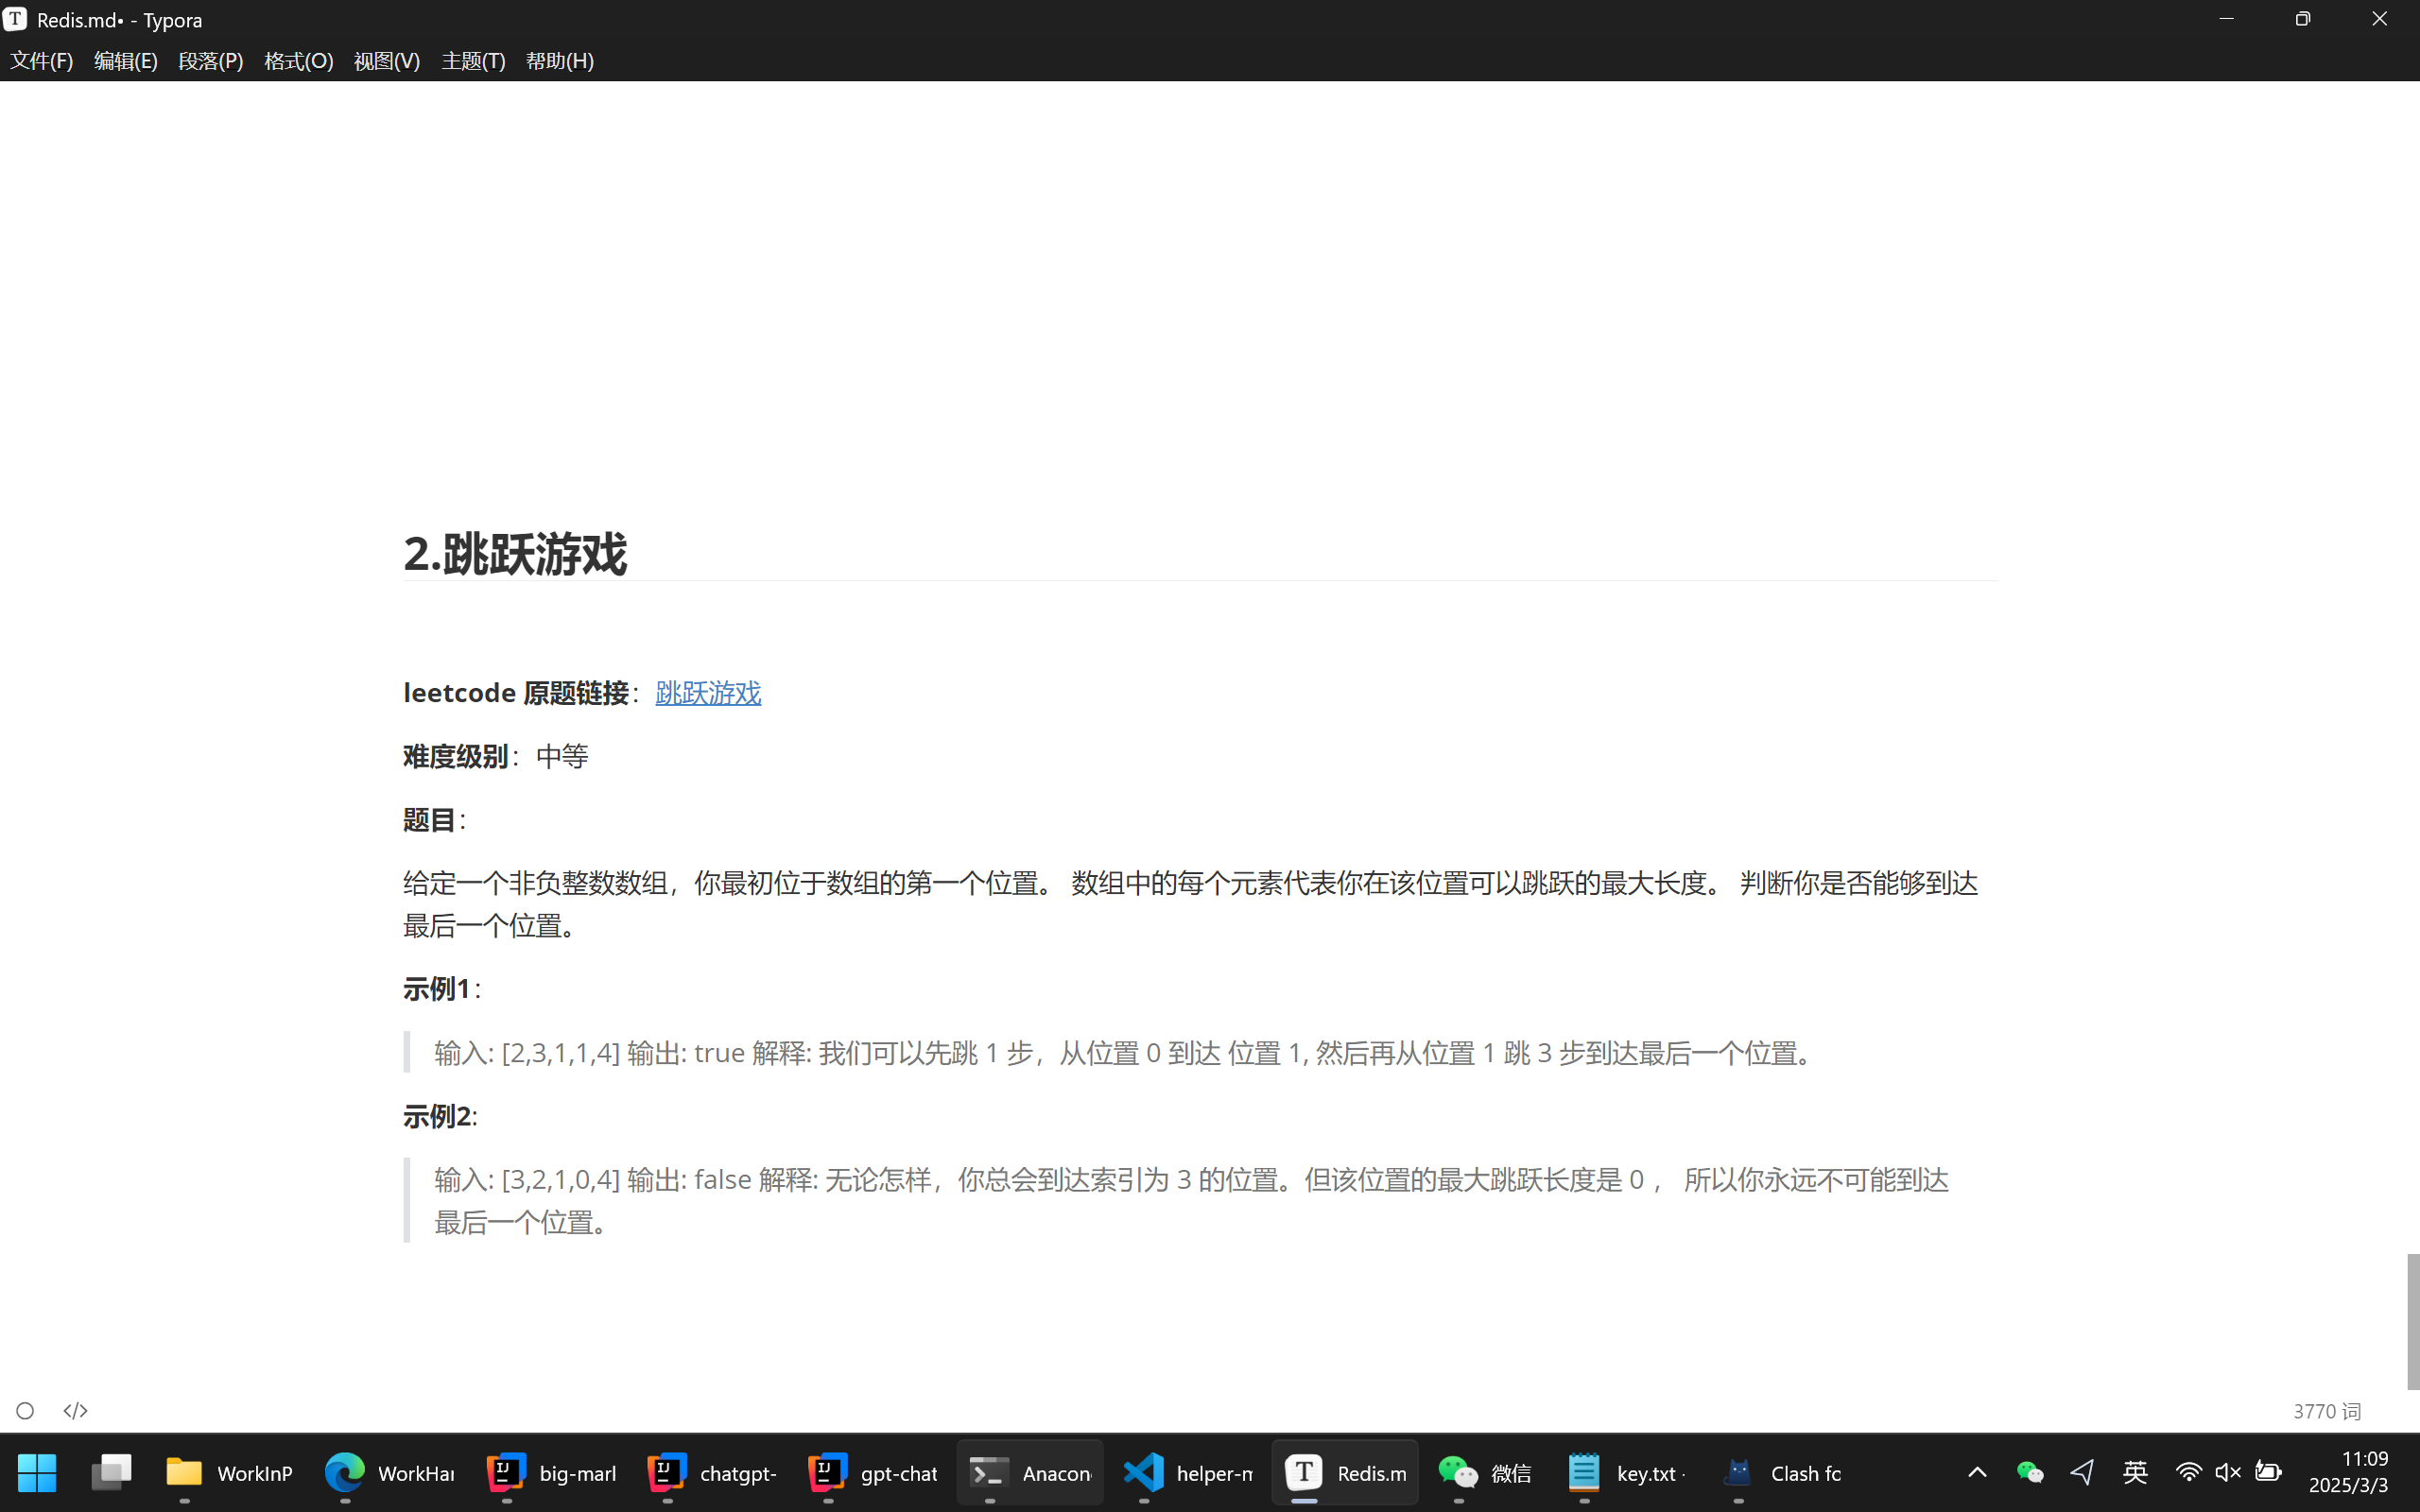 Redis.md• - Typora
文件(F) 编辑(E) 段落(P) 格式(O) 视图(V) 主题(T) 帮助(H)
2.跳跃游戏
leetcode 原题链接：跳跃游戏
难度级别：中等
题目：
给定一个非负整数数组，你最初位于数组的第一个位置。 数组中的每个元素代表你在该位置可以跳跃的最大长度。 判断你是否能够到达
最后一个位置。
示例1：
输入: [2,3,1,1,4] 输出: true 解释: 我们可以先跳 1 步，从位置 0 到达 位置 1, 然后再从位置 1 跳 3 步到达最后一个位置。
示例2:
输入: [3,2,1,0,4] 输出: false 解释: 无论怎样，你总会到达索引为 3 的位置。但该位置的最大跳跃长度是 0 ， 所以你永远不可能到达
最后一个位置。
</> 3770 词
WorkInP WorkHar big-marl chatgpt- gpt-chat Anacon helper-m Redis.m 微信 key.txt · Clash fo 英 11:09
2025/3/3